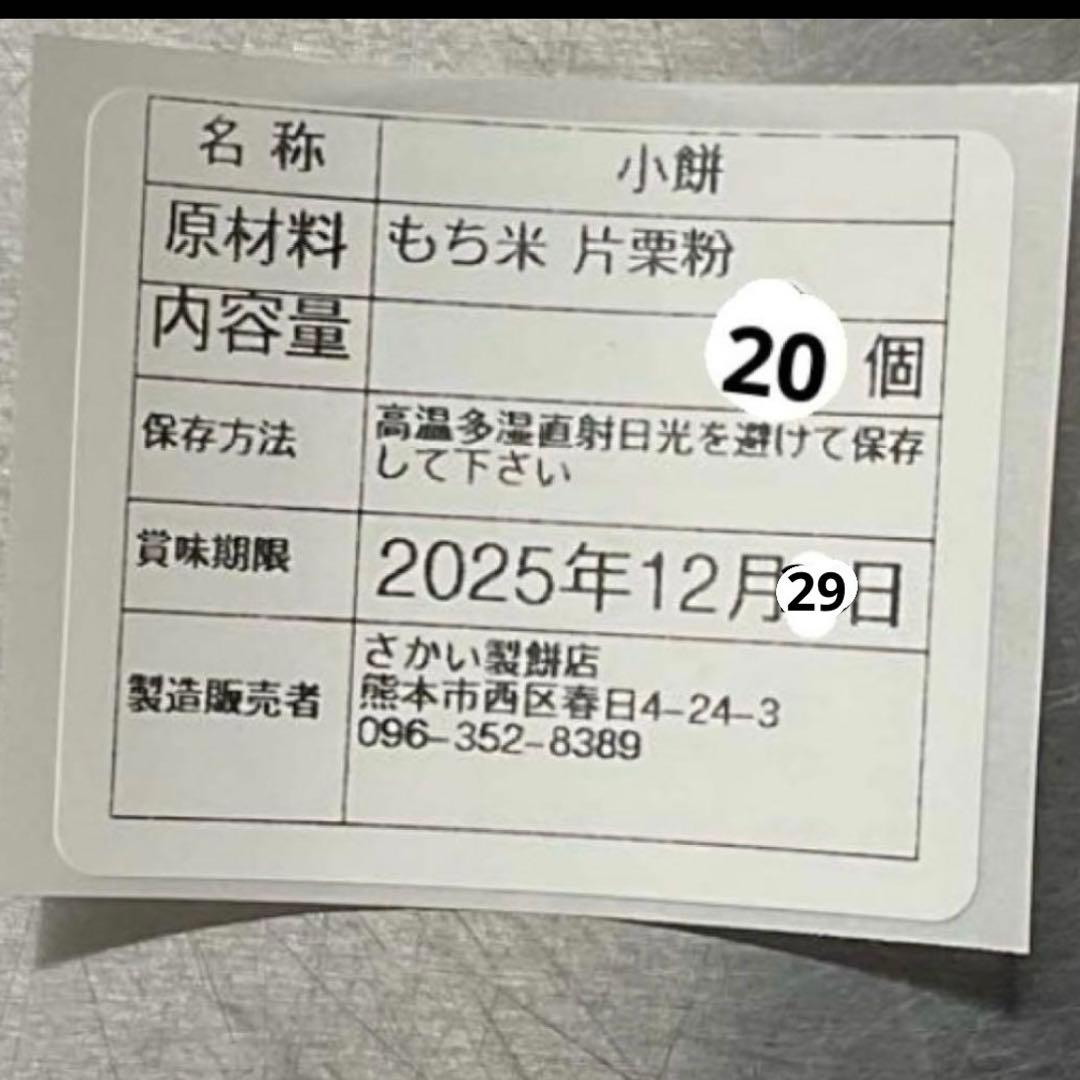 名称 小餅
原材料 もち米 片栗粉
内容量 20 個
保存方法 高温多湿直射日光を避けて保存
して下さい
賞味期限 2025年12月29日
製造販売者 さかい製餅店
熊本市西区春日4-24-3
096-352-8389